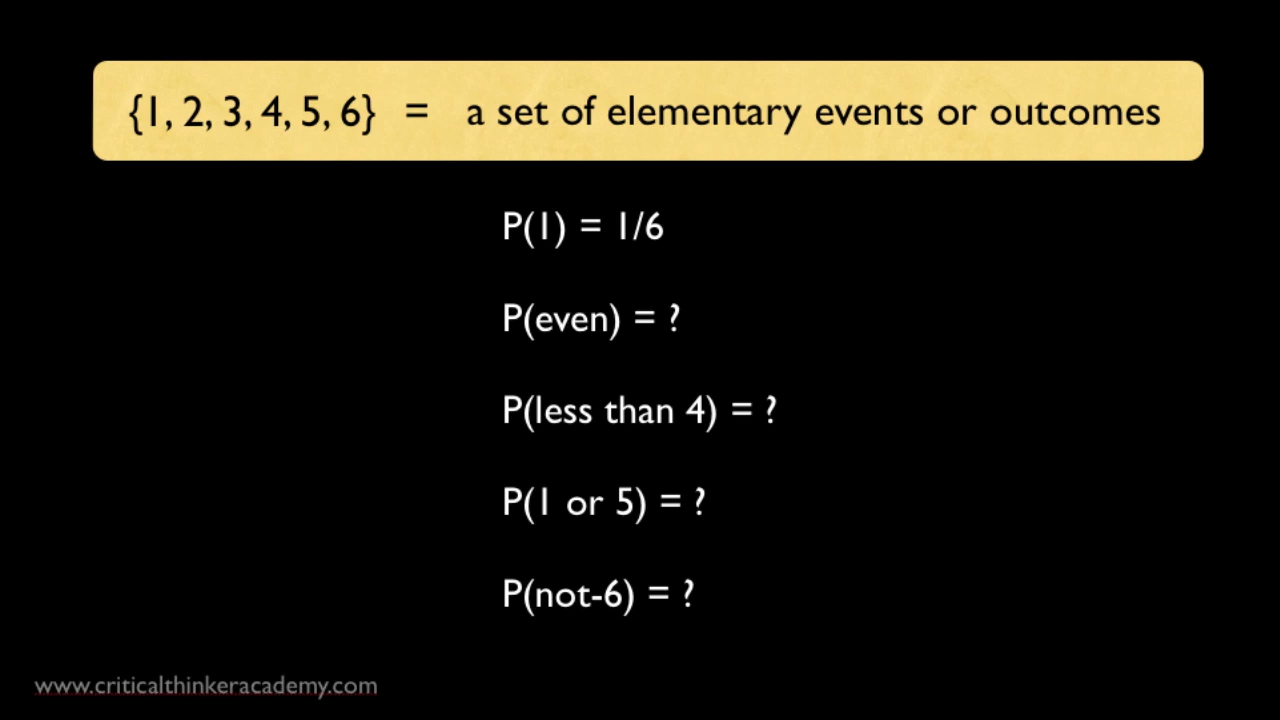 {1, 2, 3, 4, 5, 6} = a set of elementary events or outcomes
P(1) = 1/6
P(even) = ?
P(less than 4) = ?
P(1 or 5) = ?
P(not-6) = ?
www.criticalthinkeracademy.com